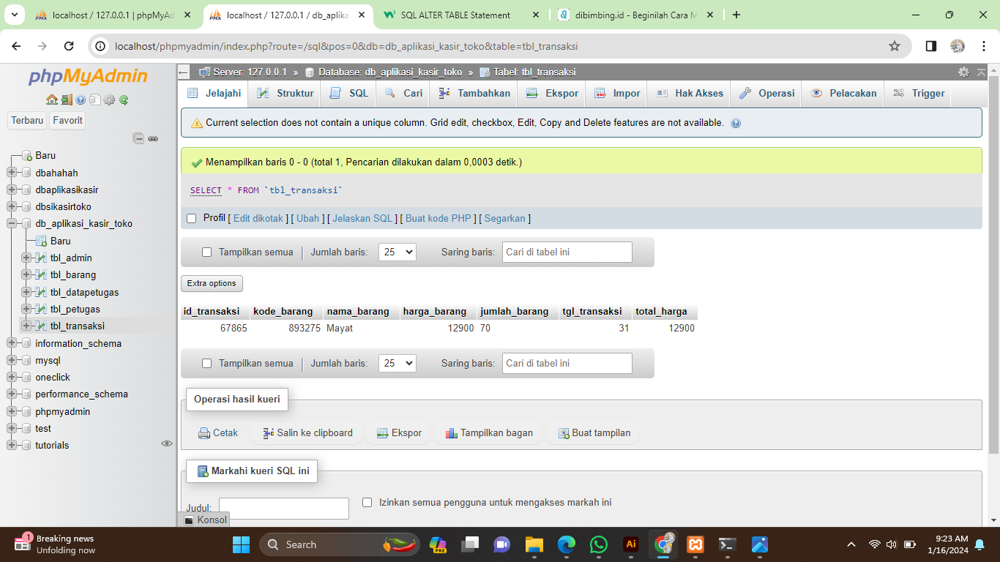 localhost / 127.0.0.1 | phpMyAd
localhost / 127.0.0.1 / db_aplika
SQL ALTER TABLE Statement
dibimbing.id - Beginilah Cara M
localhost/phpmyadmin/index.php?route=/sql&pos=0&db=db_aplikasi_kasir_toko&table=tbl_transaksi
phpMyAdmin
Terbaru Favorit
Baru
dbahahah
dbaplikasikasir
dbsikasirtoko
db_aplikasi_kasir_toko
Baru
tbl_admin
tbl_barang
tbl_datapetugas
tbl_petugas
tbl_transaksi
information_schema
mysql
oneclick
performance_schema
phpmyadmin
test
tutorials
Server: 127.0.0.1 » Database: db_aplikasi_kasir_toko » Tabel: tbl_transaksi
Jelajahi Struktur SQL Cari Tambahkan Ekspor Impor Hak Akses Operasi Pelacakan Trigger
Current selection does not contain a unique column. Grid edit, checkbox, Edit, Copy and Delete features are not available.
Menampilkan baris 0 - 0 (total 1, Pencarian dilakukan dalam 0,0003 detik.)
SELECT * FROM `tbl_transaksi`
Profil [ Edit dikotak ] [ Ubah ] [ Jelaskan SQL ] [ Buat kode PHP ] [ Segarkan ]
Tampilkan semua | Jumlah baris: 25 Saring baris: Cari di tabel ini
Extra options
id_transaksi kode_barang nama_barang harga_barang jumlah_barang tgl_transaksi total_harga
67865 893275 Mayat 12900 70 31 12900
Tampilkan semua | Jumlah baris: 25 Saring baris: Cari di tabel ini
Operasi hasil kueri
Cetak Salin ke clipboard Ekspor Tampilkan bagan Buat tampilan
Markahi kueri SQL ini
Judul: Izinkan semua pengguna untuk mengakses markah ini
Konsol
1
Breaking news
Unfolding now
Search
PRE
Ai
9:23 AM
1/16/2024